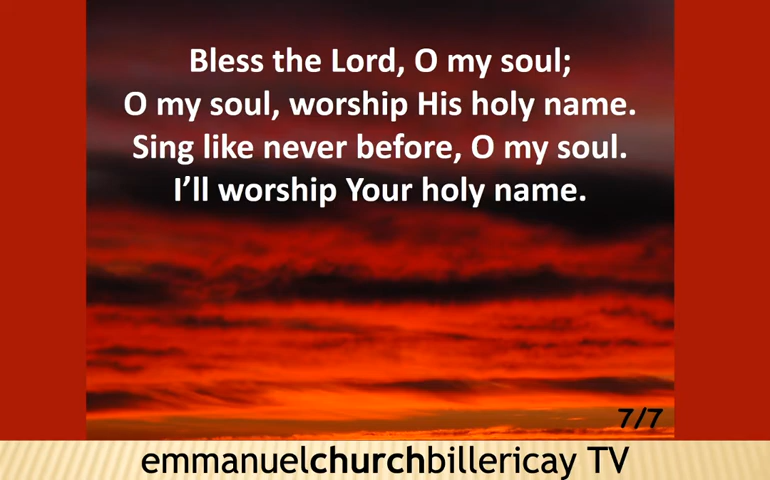 Bless the Lord, O my soul;
O my soul, worship His holy name.
Sing like never before, O my soul.
I’ll worship Your holy name.
7/7
emmanuelchurchbillericay TV